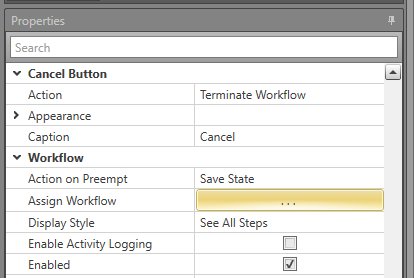 Properties
Search
Cancel Button
Action Terminate Workflow
Appearance
Caption Cancel
Workflow
Action on Preempt Save State
Assign Workflow ...
Display Style See All Steps
Enable Activity Logging
Enabled